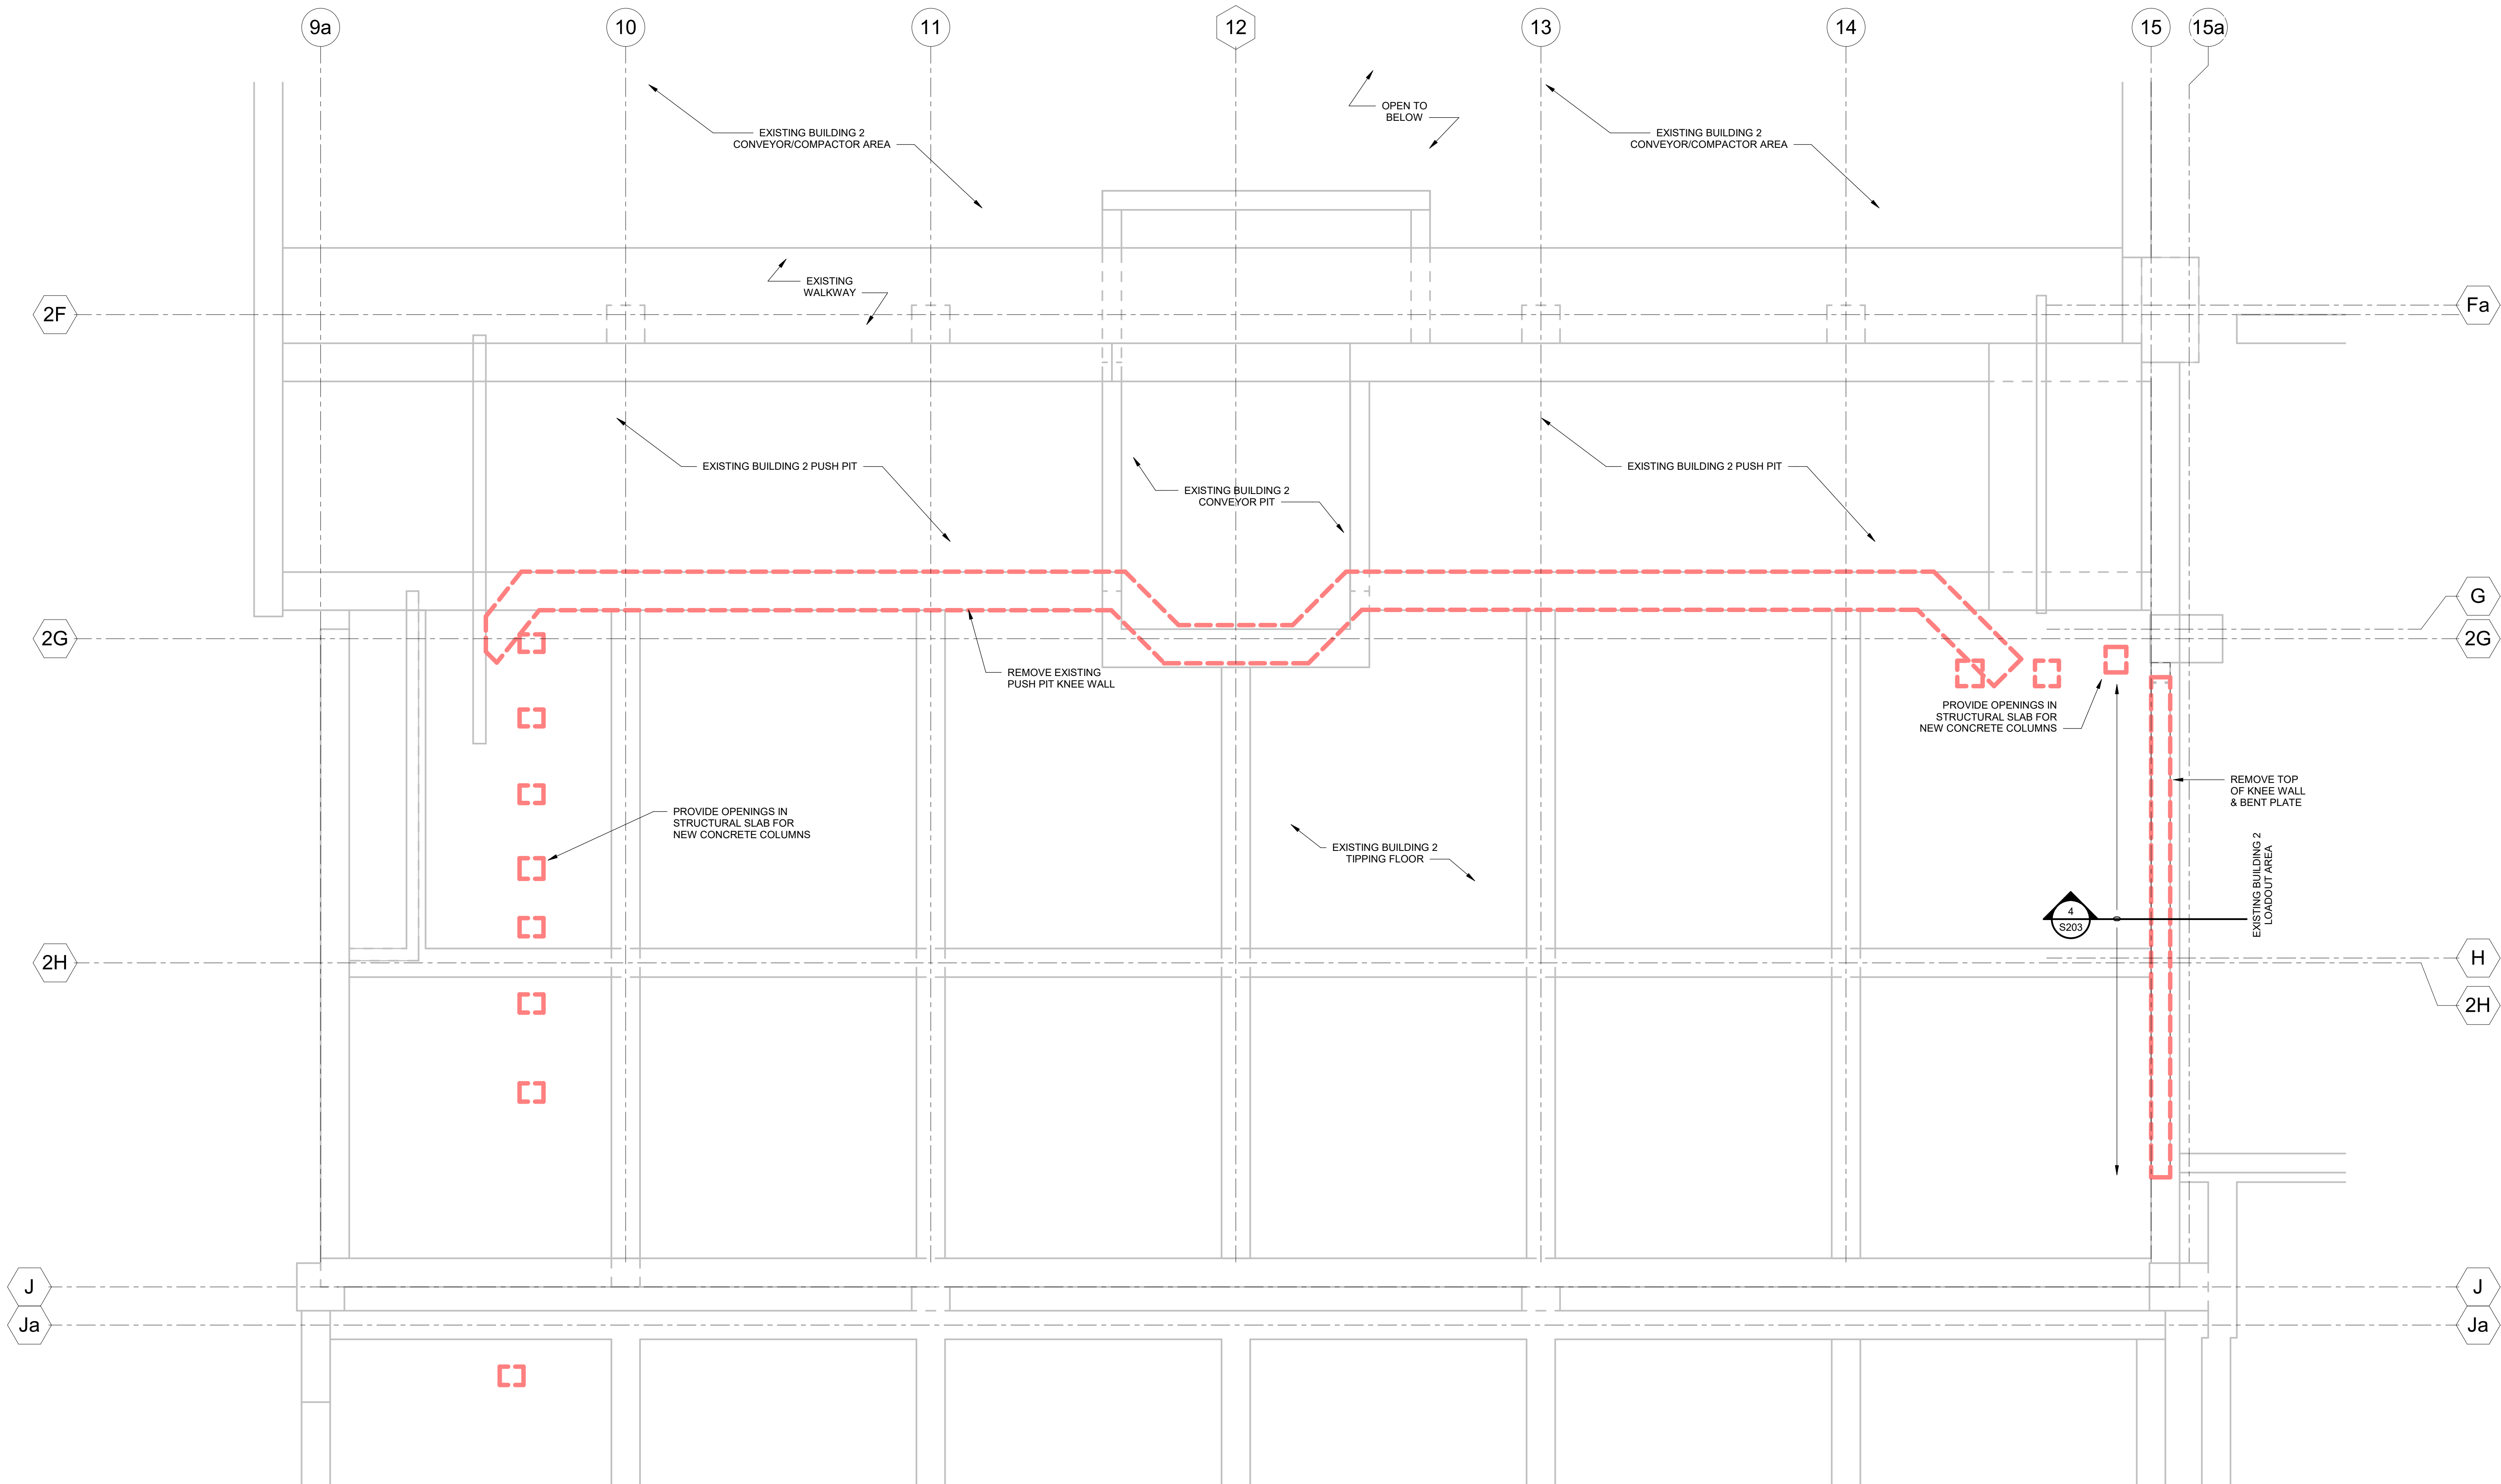 9a
10
11
12
13
14
15
15a
OPEN TO
BELOW
EXISTING BUILDING 2
CONVEYOR/COMPACTOR AREA
EXISTING BUILDING 2
CONVEYOR/COMPACTOR AREA
EXISTING
WALKWAY
2F
Fa
EXISTING BUILDING 2 PUSH PIT
EXISTING BUILDING 2 PUSH PIT
EXISTING BUILDING 2
CONVEYOR PIT
G
2G
2G
REMOVE EXISTING
PUSH PIT KNEE WALL
PROVIDE OPENINGS IN
STRUCTURAL SLAB FOR
NEW CONCRETE COLUMNS
REMOVE TOP
OF KNEE WALL
& BENT PLATE
PROVIDE OPENINGS IN
STRUCTURAL SLAB FOR
NEW CONCRETE COLUMNS
EXISTING BUILDING 2
TIPPING FLOOR
EXISTING BUILDING 2
LOADOUT AREA
4
S203
2H
H
2H
J
J
Ja
Ja